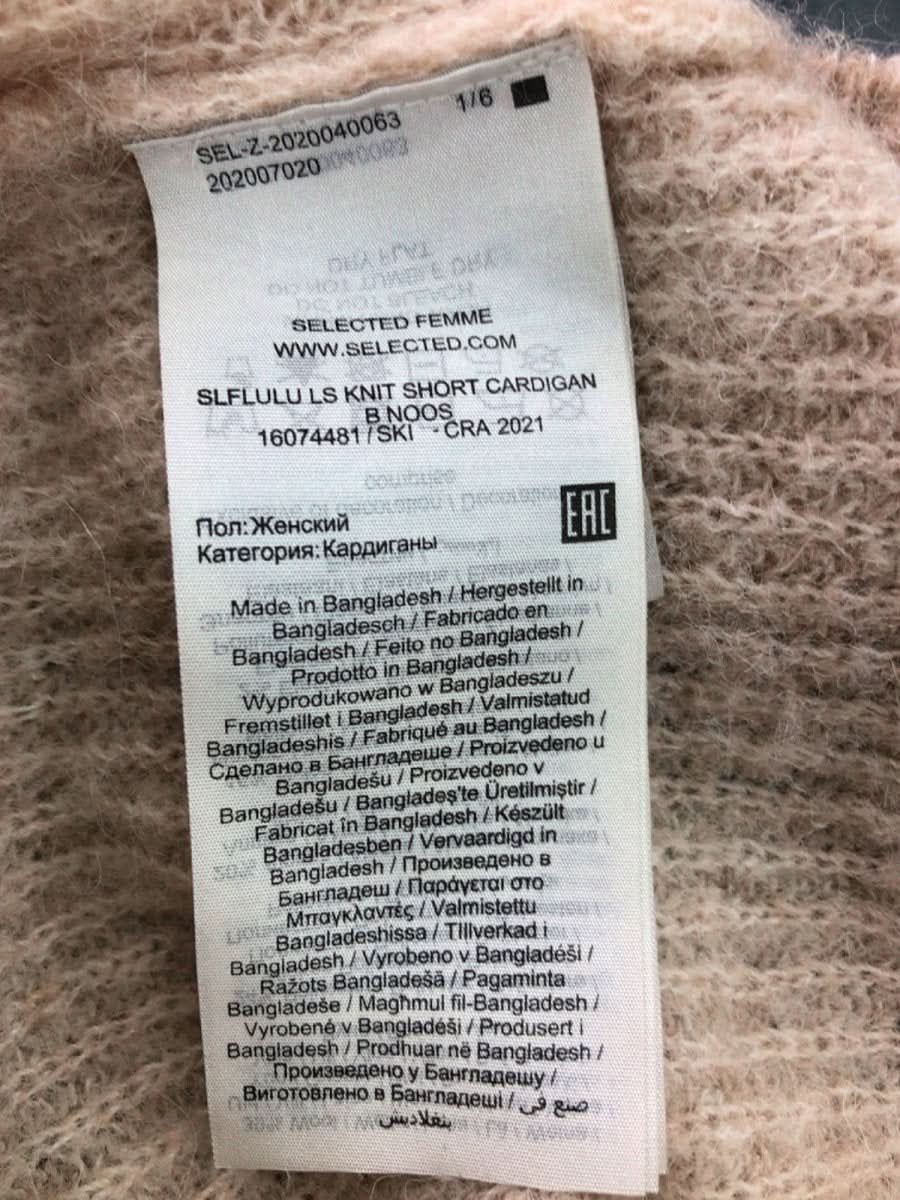 1/6
SEL-Z-2020040063
202007020
SELECTED FEMME
WWW.SELECTED.COM
SLFLULU LS KNIT SHORT CARDIGAN
B NOOS
16074481 / SKI - CRA 2021
EAC
Пол:Женский
Категория:Кардиганы
Made in Bangladesh / Hergestellt in
Bangladesch / Fabricado en
Bangladesh / Feito no Bangladesh /
Prodotto in Bangladesh /
Wyprodukowano w Bangladeszu /
Fremstillet i Bangladesh / Valmistatud
Bangladeshis / Fabriqué au Bangladesh /
Сделано в Бангладеше / Proizvedeno u
Bangladešu / Proizvedeno v
Bangladešu / Bangladeş'te Üretilmiştir /
Fabricat în Bangladesh / Készült
Bangladesben / Vervaardigd in
Bangladesh / Произведено в
Бангладеш / Παράγεται στο
Μπαγκλαντές / Valmistettu
Bangladeshissa / Tillverkad i
Bangladesh / Vyrobeno v Bangladéši /
Ražots Bangladešā / Pagaminta
Bangladeše / Magħmul fil-Bangladesh /
Vyrobené v Bangladéši / Produsert i
Bangladesh / Prodhuar në Bangladesh /
Произведено у Бангладешу /
Виготовлено в Бангладеші / صنع في
بنغلاديش